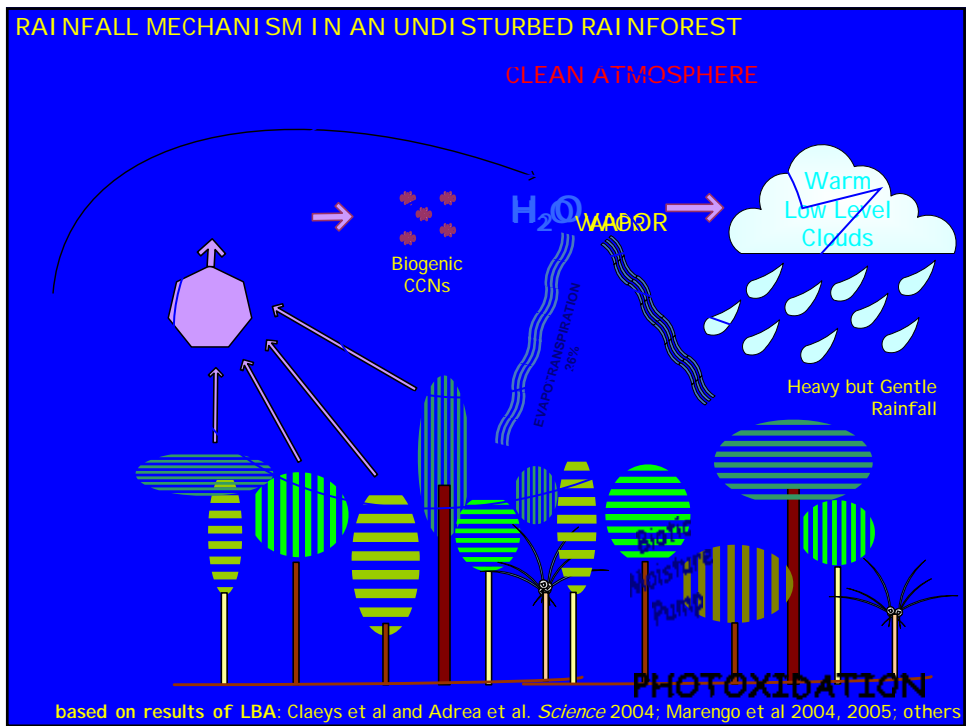 RAINFALL MECHANISM IN AN UNDISTURBED RAINFOREST
CLEAN ATMOSPHERE
H2O
VAPOR
Warm
Low Level
Clouds
Biogenic
CCNs
EVAPOTRANSPIRATION
Heavy but Gentle
Rainfall
Biotic
Moisture
Pump
PHOTOXIDATION
based on results of LBA: Claeys et al and Adrea et al. Science 2004; Marengo et al 2004, 2005; others